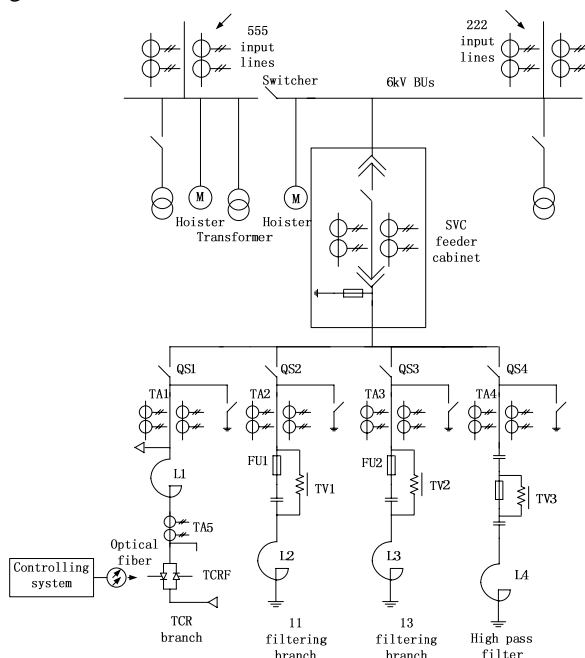 555
input
lines
222
input
lines
Switcher
6kV BUs
M
M
Hoister
Hoister
Transformer
SVC
feeder
cabinet
QS1
QS2
QS3
QS4
TA1
TA2
TA3
TA4
FU1
FU2
L1
TV1
TV2
TV3
TA5
Optical
fiber
L2
L3
L4
Controlling
system
TCRF
TCR
branch
11
filtering
branch
13
filtering
branch
High pass
filter